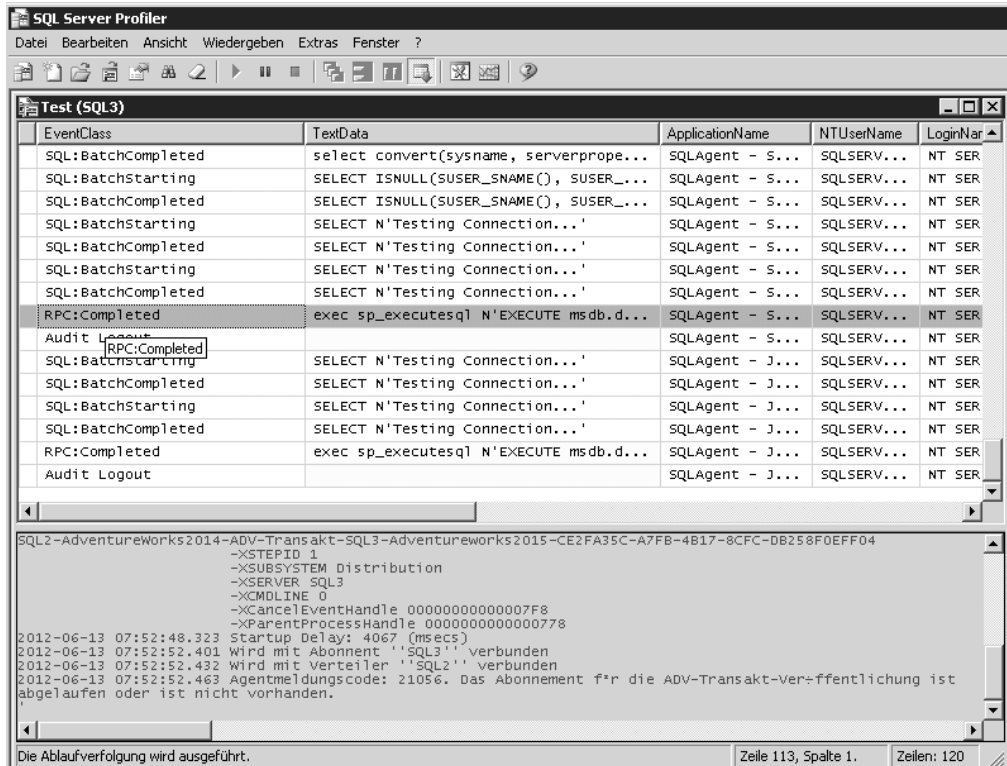 SQL Server Profiler
Datei Bearbeiten Ansicht Wiedergeben Extras Fenster ?
Test (SQL3)
EventClass TextData ApplicationName NTUserName LoginNar
SQL:BatchCompleted select convert(sysname, serverprope... SQLAgent - S... SQLSERV... NT SER
SQL:BatchStarting SELECT ISNULL(SUSER_SNAME(), SUSER_... SQLAgent - S... SQLSERV... NT SER
SQL:BatchCompleted SELECT ISNULL(SUSER_SNAME(), SUSER_... SQLAgent - S... SQLSERV... NT SER
SQL:BatchStarting SELECT N'Testing Connection...' SQLAgent - S... SQLSERV... NT SER
SQL:BatchCompleted SELECT N'Testing Connection...' SQLAgent - S... SQLSERV... NT SER
SQL:BatchStarting SELECT N'Testing Connection...' SQLAgent - S... SQLSERV... NT SER
SQL:BatchCompleted SELECT N'Testing Connection...' SQLAgent - S... SQLSERV... NT SER
RPC:Completed exec sp_executesql N'EXECUTE msdb.d... SQLAgent - S... SQLSERV... NT SER
Audit Logout SQLAgent - S... SQLSERV... NT SER
RPC:Completed
SQL:BatchStarting SELECT N'Testing Connection...' SQLAgent - J... SQLSERV... NT SER
SQL:BatchCompleted SELECT N'Testing Connection...' SQLAgent - J... SQLSERV... NT SER
SQL:BatchStarting SELECT N'Testing Connection...' SQLAgent - J... SQLSERV... NT SER
SQL:BatchCompleted SELECT N'Testing Connection...' SQLAgent - J... SQLSERV... NT SER
RPC:Completed exec sp_executesql N'EXECUTE msdb.d... SQLAgent - J... SQLSERV... NT SER
Audit Logout SQLAgent - J... SQLSERV... NT SER
SQL2-AdventureWorks2014-ADV-Transakt-SQL3-Adventureworks2015-CE2FA35C-A7FB-4B17-8CFC-DB258F0EFF04
-XSTEPID 1
-XSUBSYSTEM Distribution
-XSERVER SQL3
-XCMDLINE 0
-XCancelEventHandle 00000000000007F8
-XParentProcessHandle 0000000000000778
2012-06-13 07:52:48.323 Startup Delay: 4067 (msecs)
2012-06-13 07:52:52.401 Wird mit Abonnent ''SQL3'' verbunden
2012-06-13 07:52:52.432 Wird mit Verteiler ''SQL2'' verbunden
2012-06-13 07:52:52.463 Agentmeldungscode: 21056. Das Abonnement f³r die ADV-Transakt-Ver÷ffentlichung ist
abgelaufen oder ist nicht vorhanden.
'
Die Ablaufverfolgung wird ausgeführt. Zeile 113, Spalte 1. Zeilen: 120